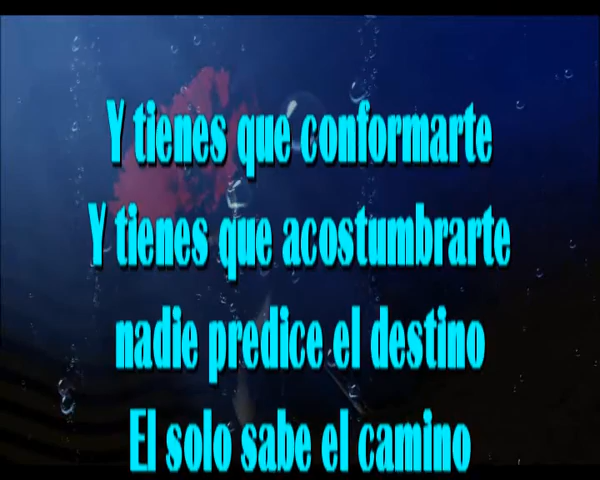 Y tienes que conformarte
Y tienes que acostumbrarte
nadie predice el destino
El solo sabe el camino